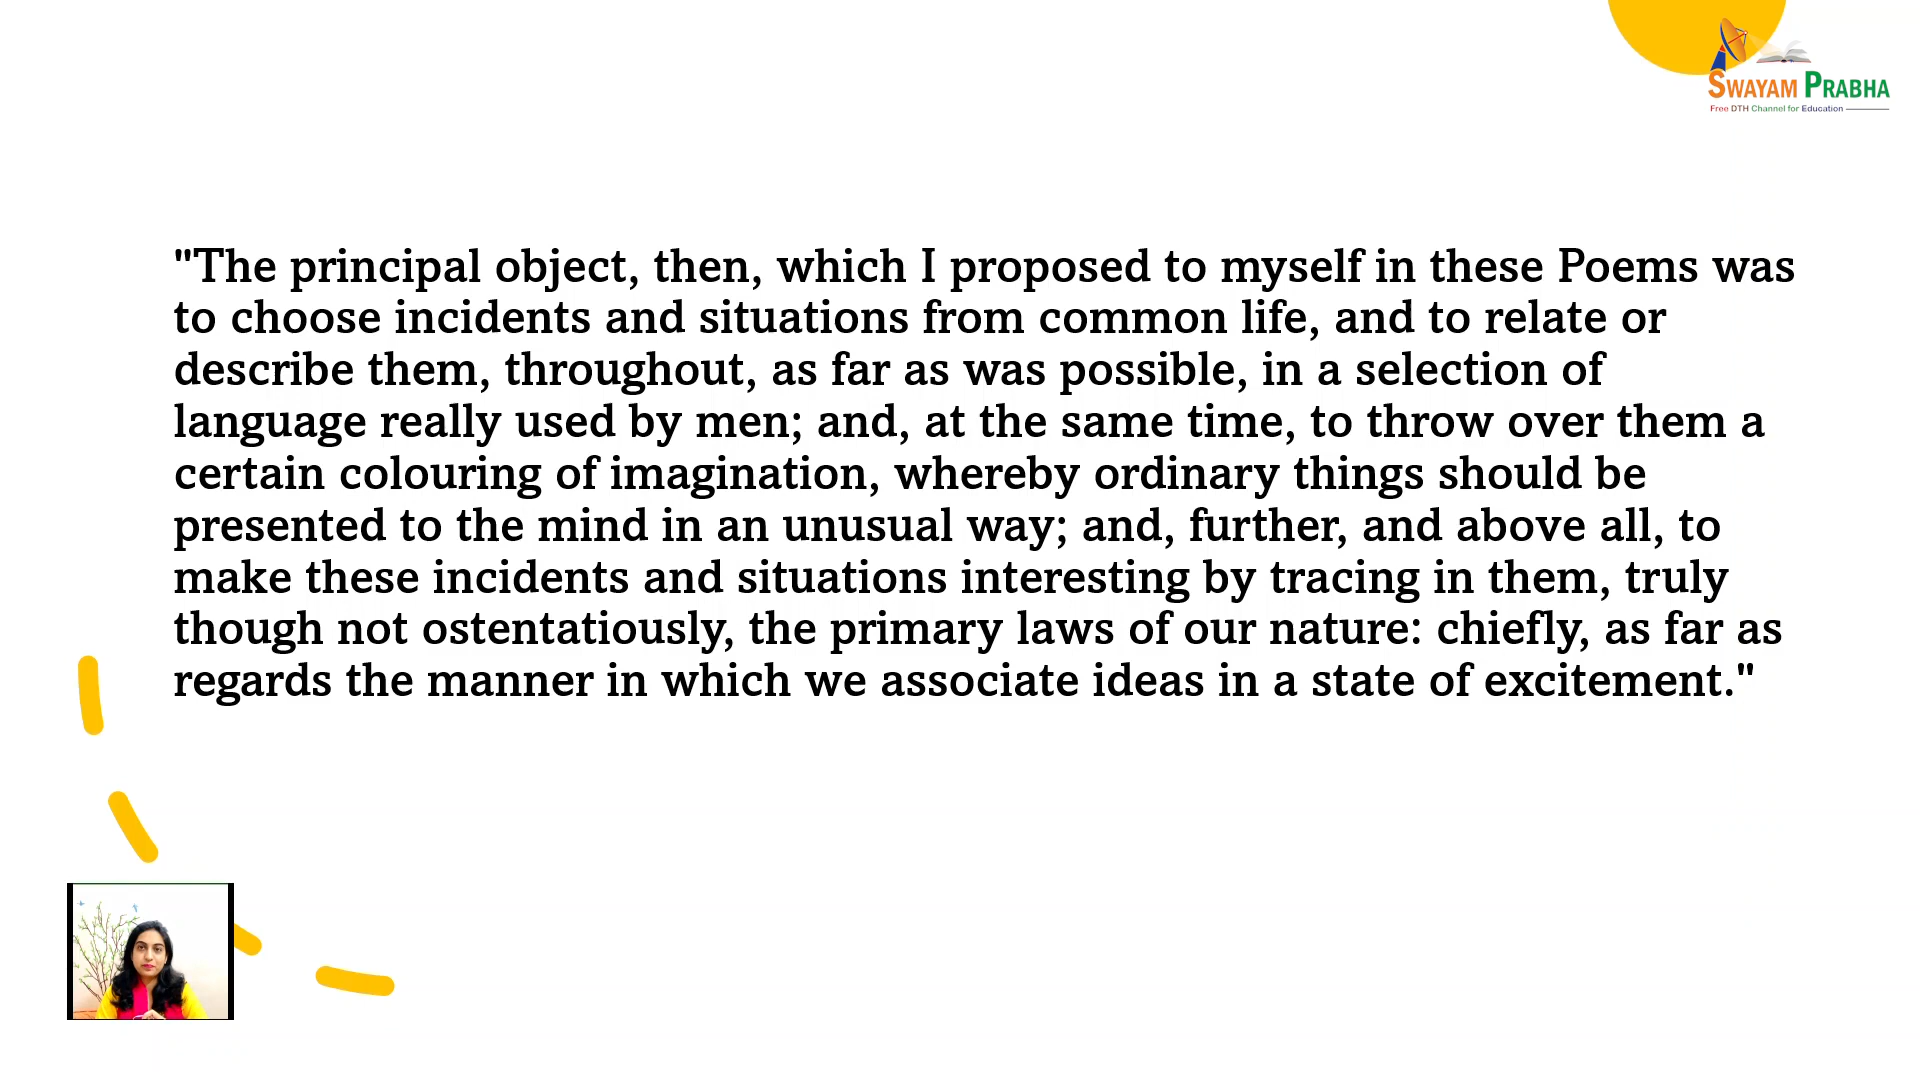 SWAYAM PRABHA
Free DTH Channel for Education
"The principal object, then, which I proposed to myself in these Poems was
to choose incidents and situations from common life, and to relate or
describe them, throughout, as far as was possible, in a selection of
language really used by men; and, at the same time, to throw over them a
certain colouring of imagination, whereby ordinary things should be
presented to the mind in an unusual way; and, further, and above all, to
make these incidents and situations interesting by tracing in them, truly
though not ostentatiously, the primary laws of our nature: chiefly, as far as
regards the manner in which we associate ideas in a state of excitement."